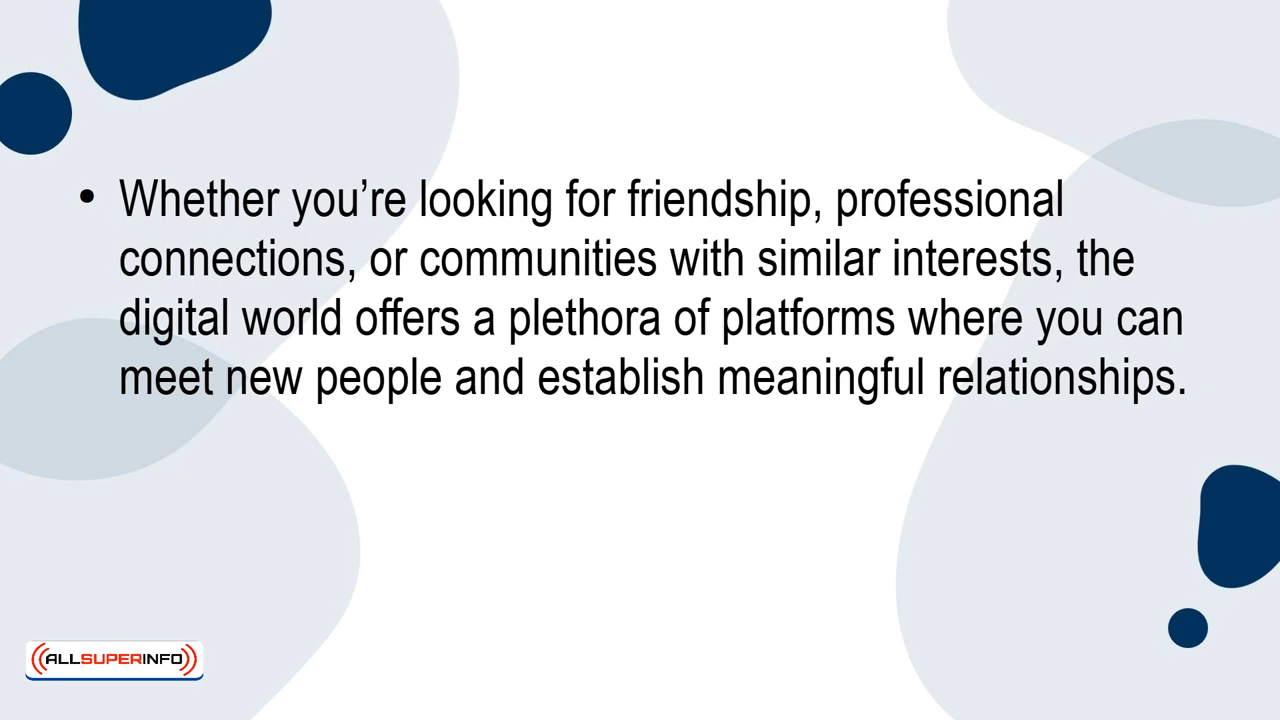 • Whether you’re looking for friendship, professional
connections, or communities with similar interests, the
digital world offers a plethora of platforms where you can
meet new people and establish meaningful relationships.
ALLSUPERINFO